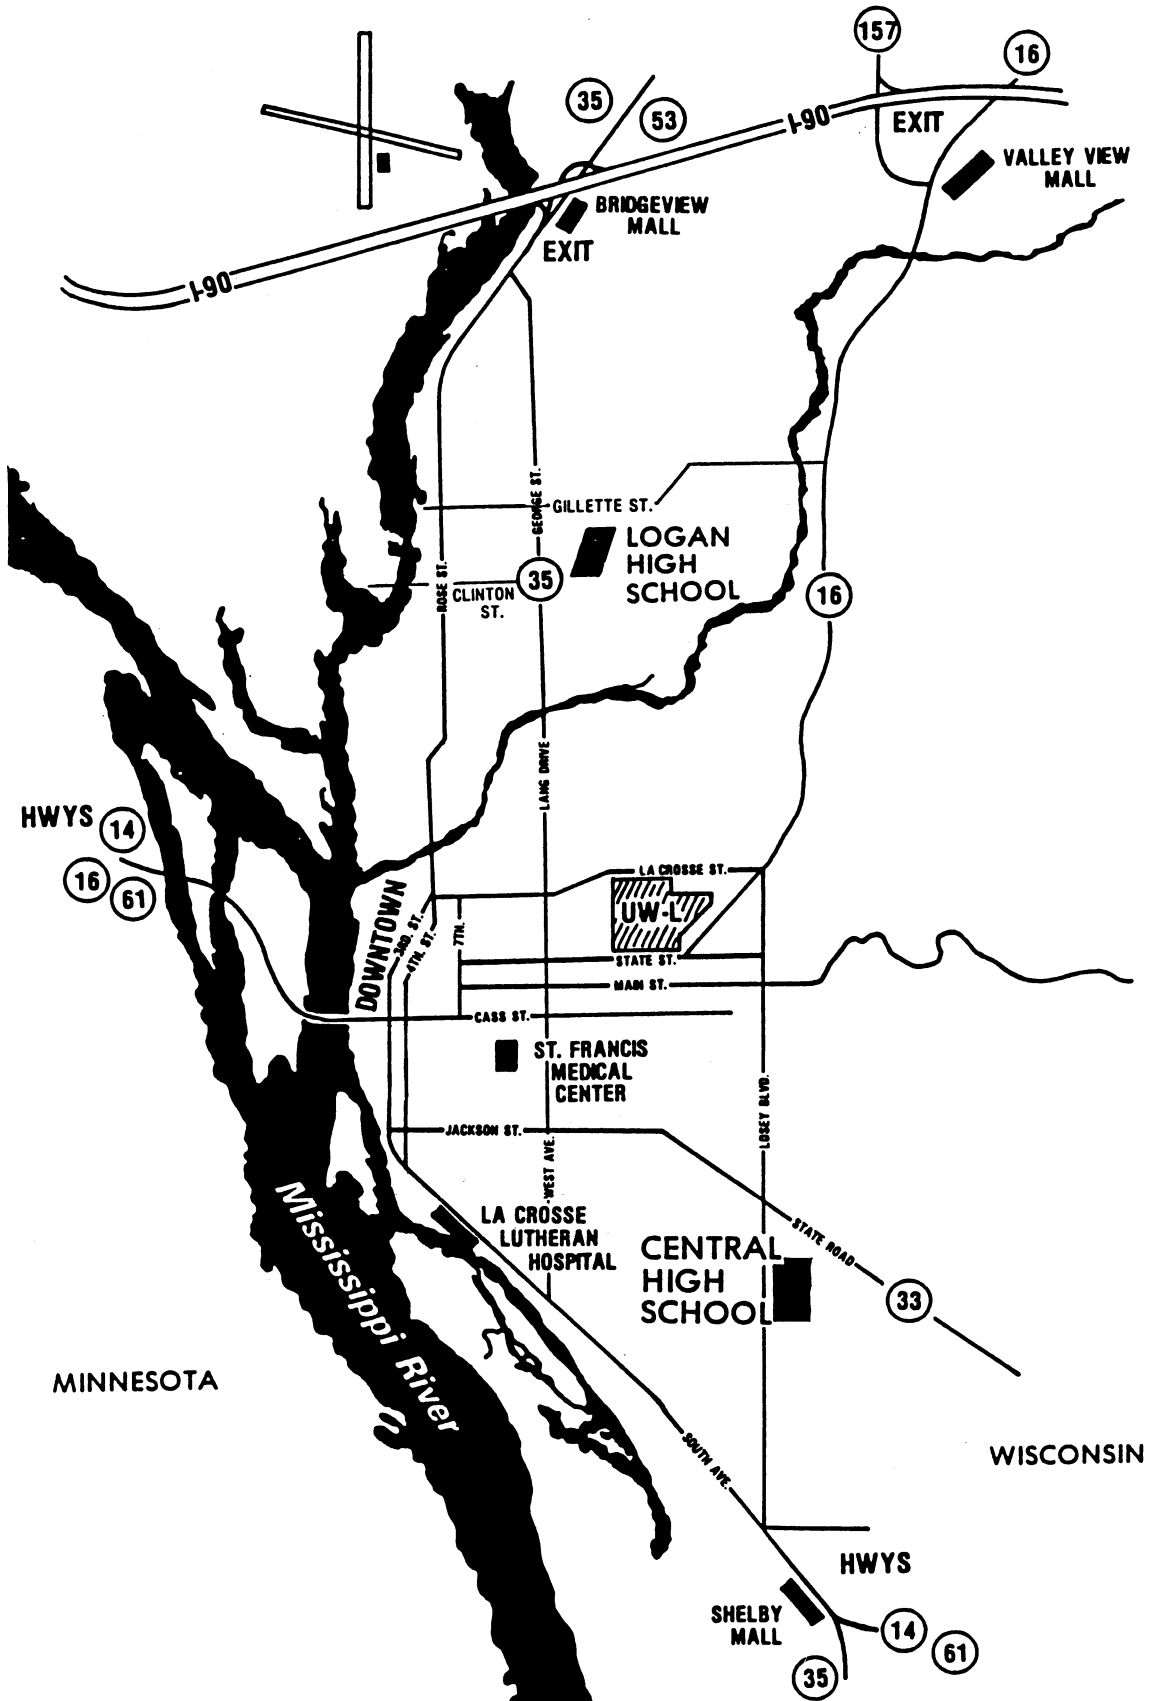 157
16
35
53
I-90
EXIT
VALLEY VIEW
MALL
BRIDGEVIEW
MALL
EXIT
I-90
GEORGE ST.
GILLETTE ST.
LOGAN
HIGH
SCHOOL
ROSE ST.
CLINTON
ST.
35
16
LANG DRIVE
HWYS
14
16
61
LA CROSSE ST.
UW-L
DOWNTOWN
3RD. ST.
4TH. ST.
7TH.
STATE ST.
MAIN ST.
CASS ST.
ST. FRANCIS
MEDICAL
CENTER
LOSEY BLVD.
JACKSON ST.
WEST AVE.
Mississippi River
LA CROSSE
LUTHERAN
HOSPITAL
STATE ROAD
CENTRAL
HIGH
SCHOOL
33
MINNESOTA
SOUTH AVE.
WISCONSIN
HWYS
SHELBY
MALL
14
61
35